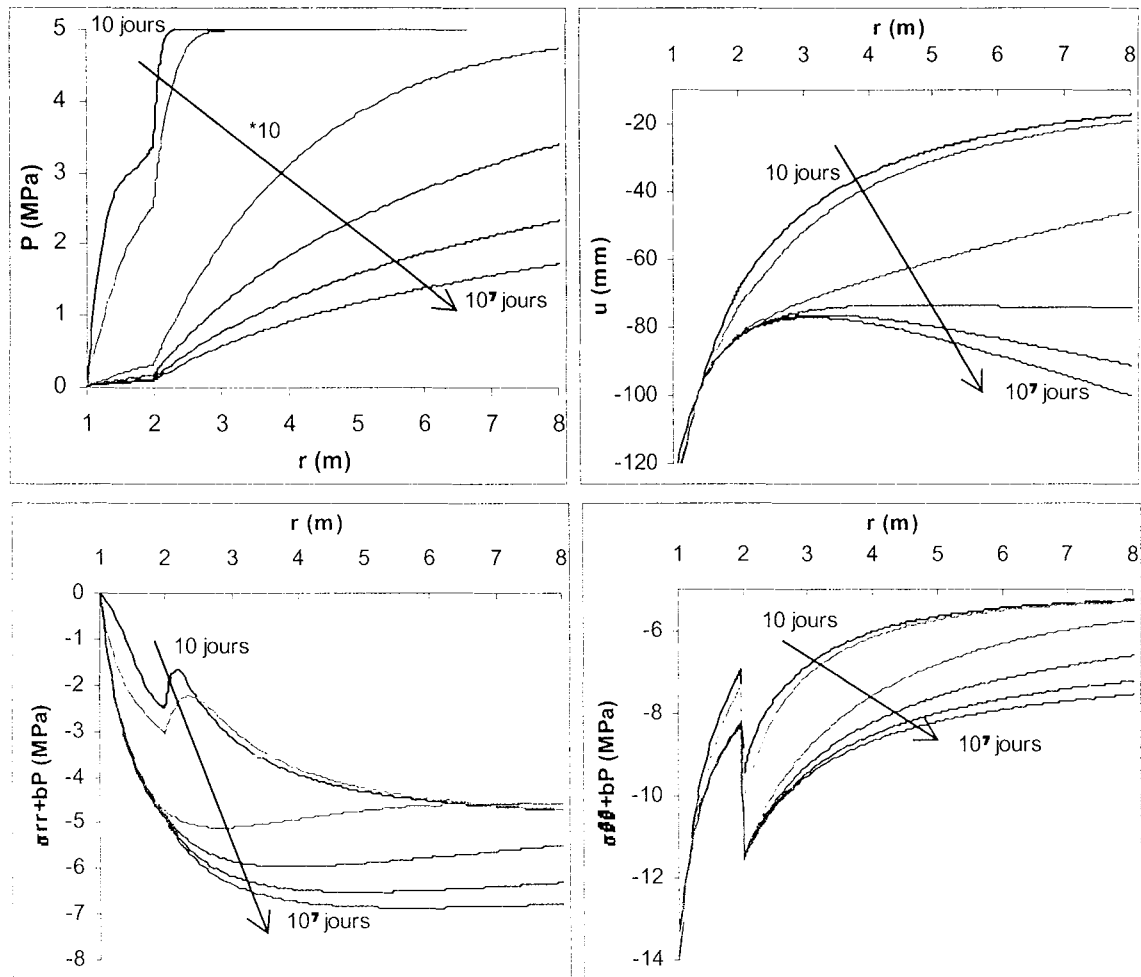 5
4
3
2
1
0
P (MPa)
10 jours
*10
10⁷ jours
1 2 3 4 5 6 7 8
r (m)
r (m)
1 2 3 4 5 6 7 8
-20
-40
-60
-80
-100
-120
u (mm)
10 jours
10⁷ jours
r (m)
1 2 3 4 5 6 7 8
0
-1
-2
-3
-4
-5
-6
-7
-8
σrr+bP (MPa)
10 jours
10⁷ jours
r (m)
1 2 3 4 5 6 7 8
-6
-8
-10
-12
-14
σθθ+bP (MPa)
10 jours
10⁷ jours